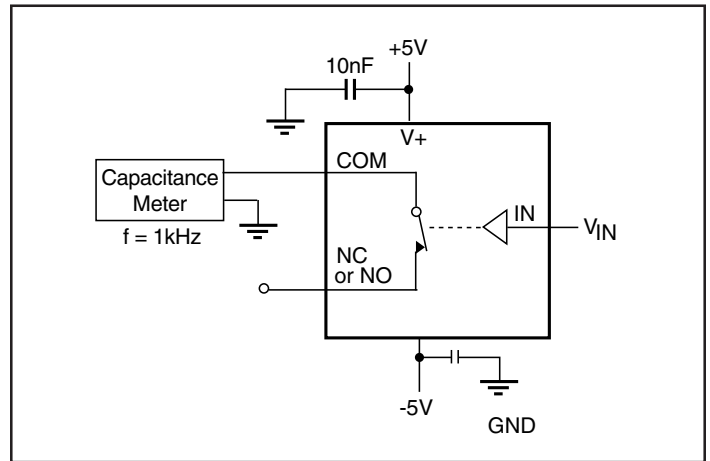 +5V
10nF
V+
COM
Capacitance
Meter
f = 1kHz
IN
VIN
NC
or NO
-5V
GND